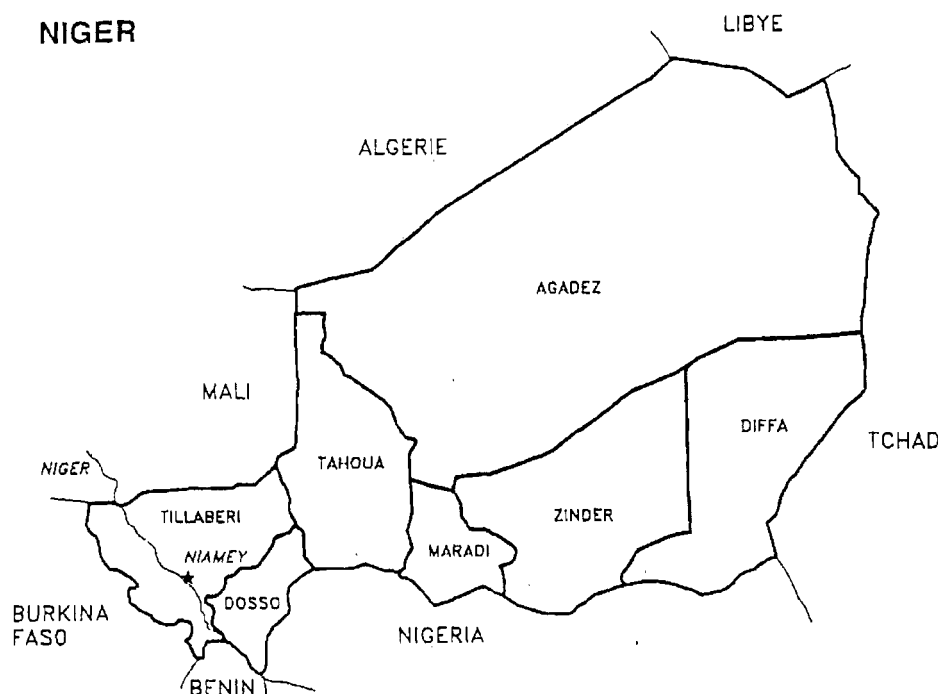 NIGER
LIBYE
ALGERIE
AGADEZ
MALI
DIFFA
TCHAD
TAHOUA
NIGER
TILLABERI
ZINDER
MARADI
NIAMEY
DOSSO
BURKINA
FASO
NIGERIA
BENIN